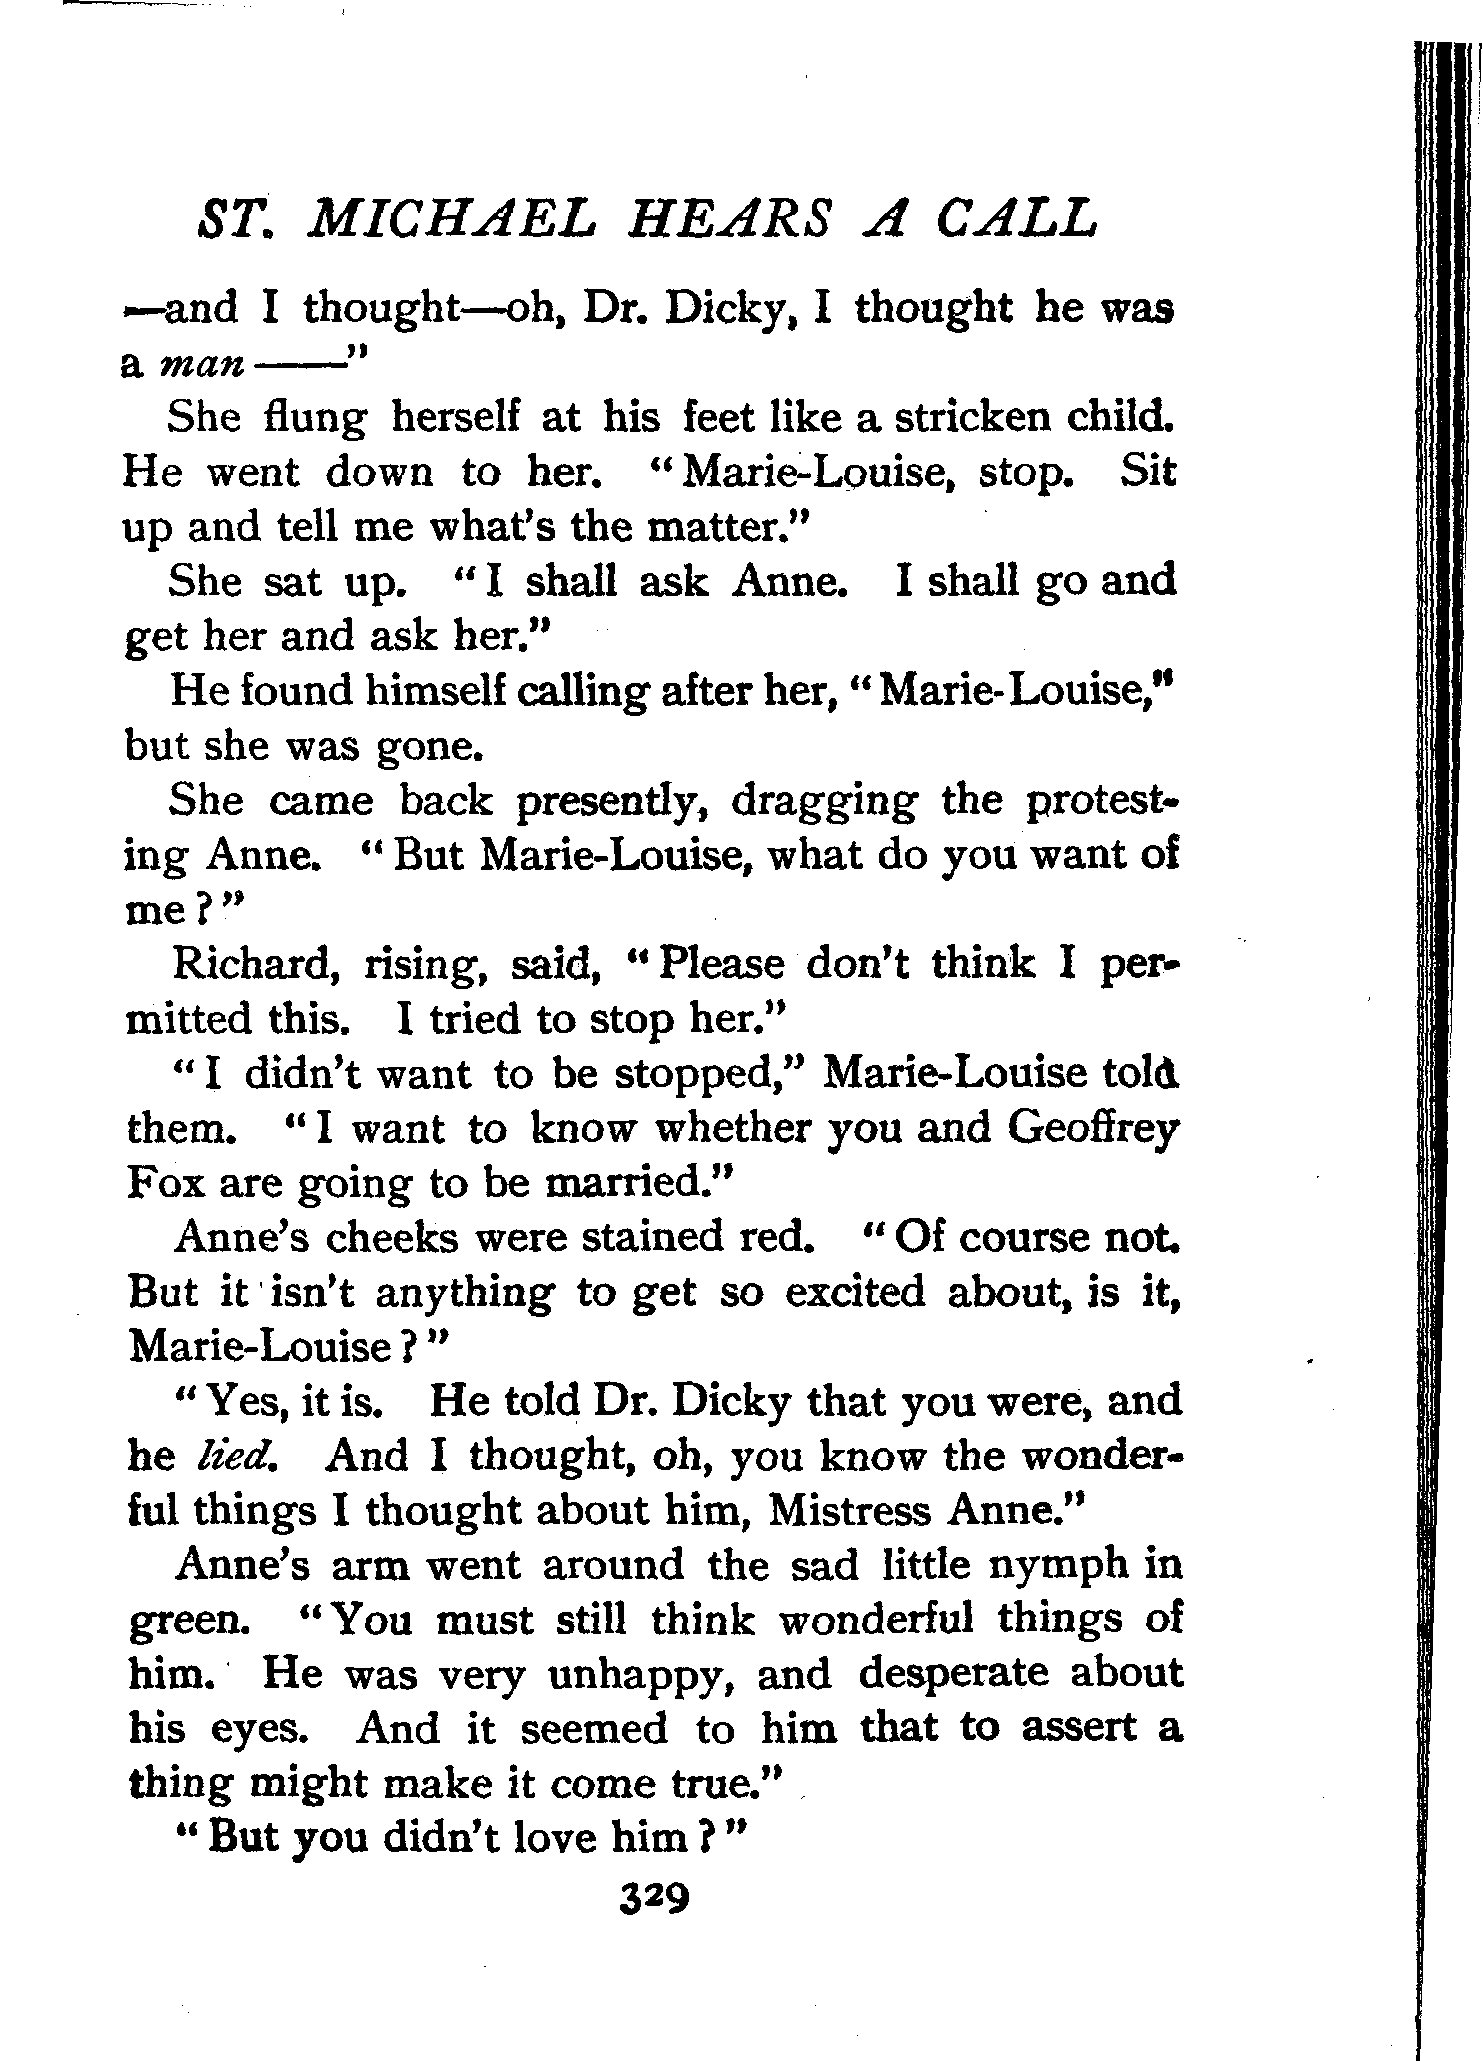 ST. MICHAEL HEARS A CALL
—and I thought—oh, Dr. Dicky, I thought he was
a man ——"
She flung herself at his feet like a stricken child.
He went down to her. "Marie-Louise, stop. Sit
up and tell me what's the matter."
She sat up. "I shall ask Anne. I shall go and
get her and ask her."
He found himself calling after her, "Marie-Louise,"
but she was gone.
She came back presently, dragging the protest-
ing Anne. "But Marie-Louise, what do you want of
me?"
Richard, rising, said, "Please don't think I per-
mitted this. I tried to stop her."
"I didn't want to be stopped," Marie-Louise told
them. "I want to know whether you and Geoffrey
Fox are going to be married."
Anne's cheeks were stained red. "Of course not.
But it isn't anything to get so excited about, is it,
Marie-Louise?"
"Yes, it is. He told Dr. Dicky that you were, and
he lied. And I thought, oh, you know the wonder-
ful things I thought about him, Mistress Anne."
Anne's arm went around the sad little nymph in
green. "You must still think wonderful things of
him. He was very unhappy, and desperate about
his eyes. And it seemed to him that to assert a
thing might make it come true."
"But you didn't love him?"
329